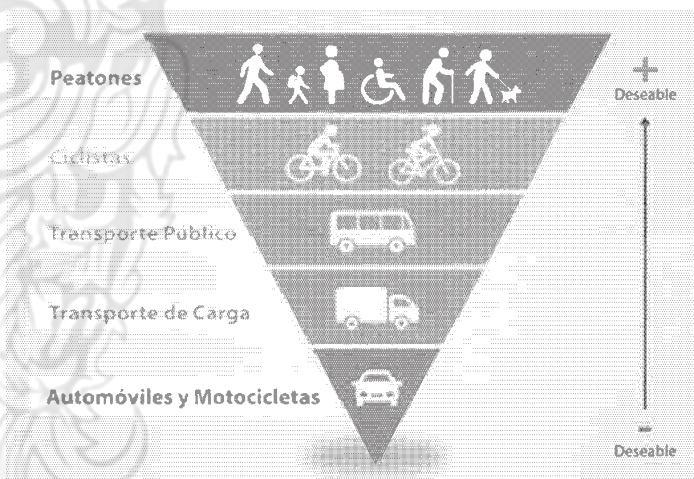 Peatones
+
Deseable
Ciclistas
Transporte Público
Transporte de Carga
Automóviles y Motocicletas
-
Deseable